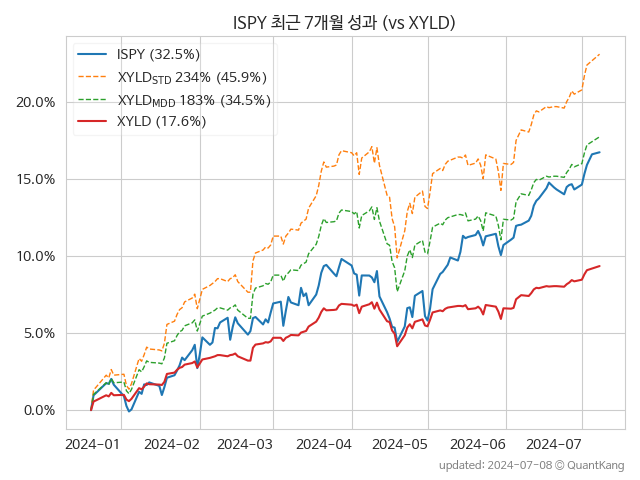 ISPY 최근 7개월 성과 (vs XYLD)
ISPY (32.5%)
XYLD_STD 234% (45.9%)
XYLD_MDD 183% (34.5%)
XYLD (17.6%)
20.0%
15.0%
10.0%
5.0%
0.0%
2024-01 2024-02 2024-03 2024-04 2024-05 2024-06 2024-07
updated: 2024-07-08 © QuantKang